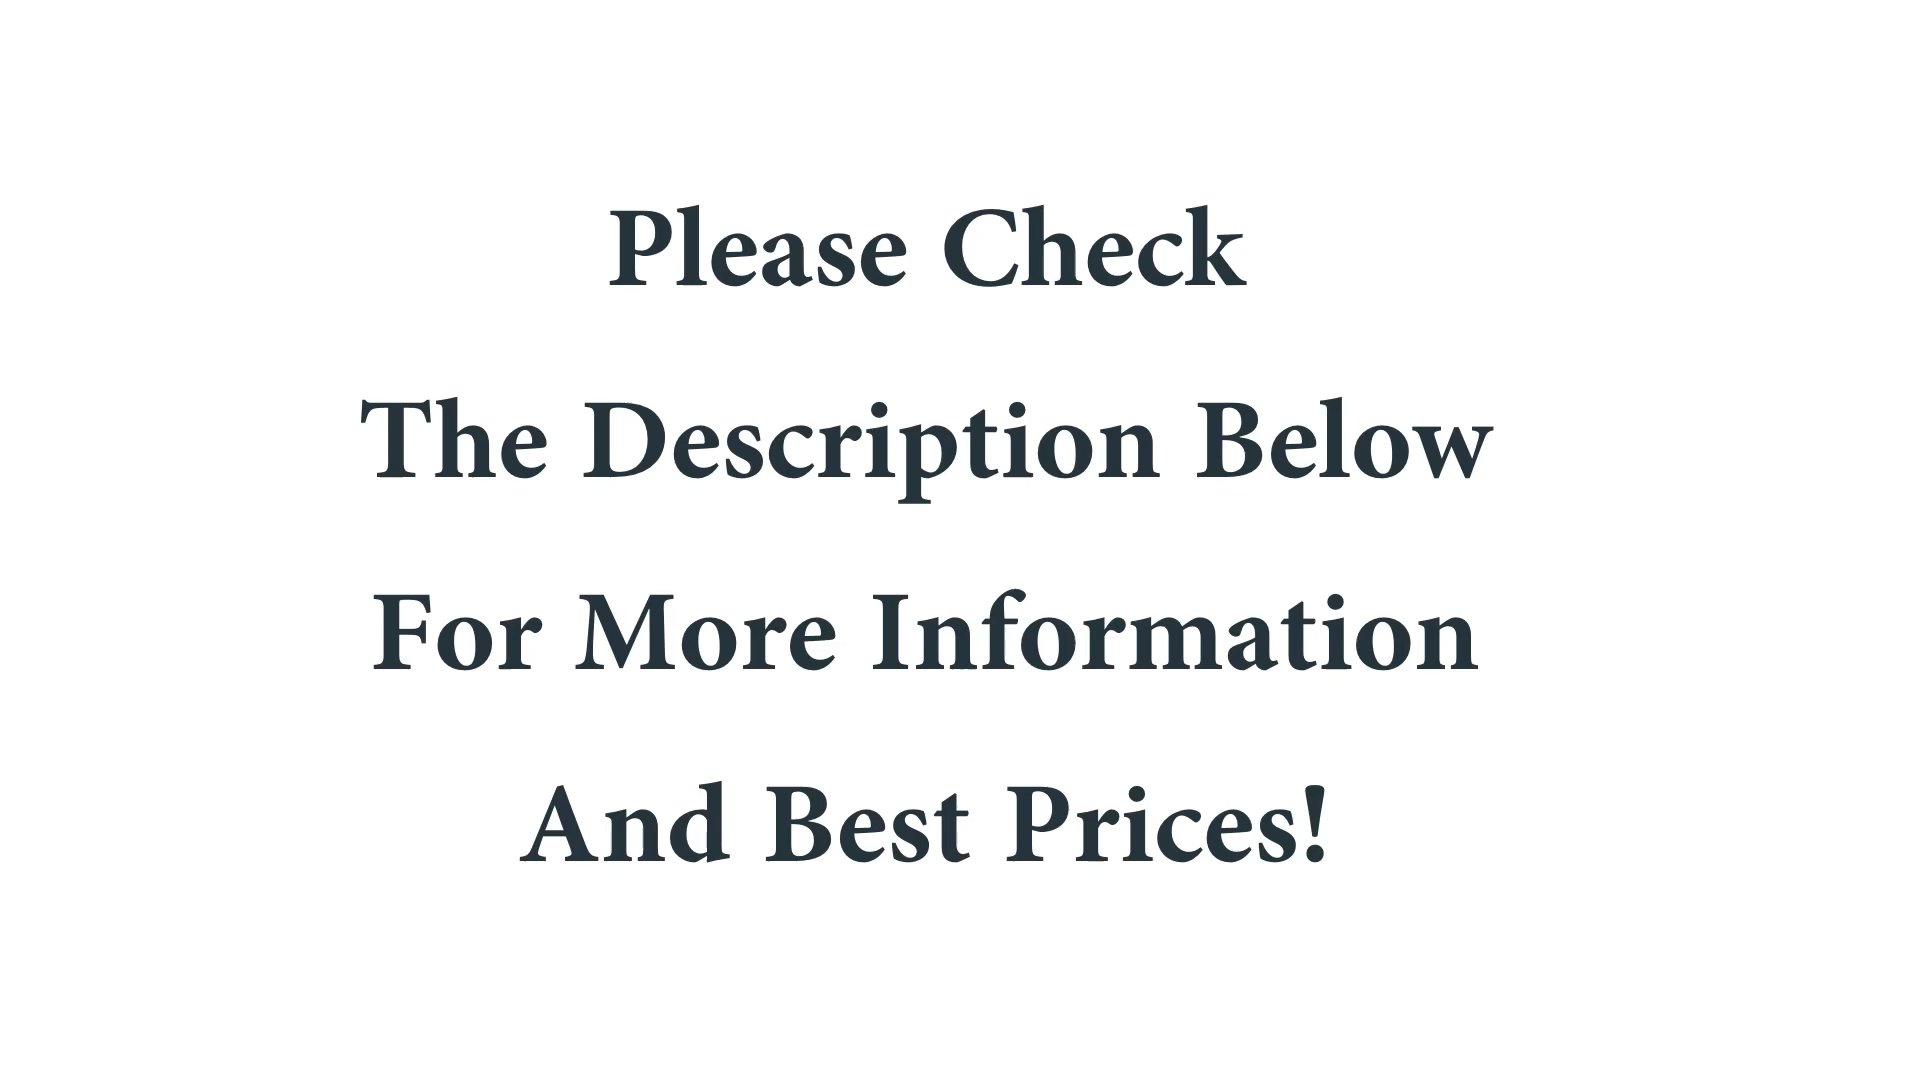 Please Check
The Description Below
For More Information
And Best Prices!